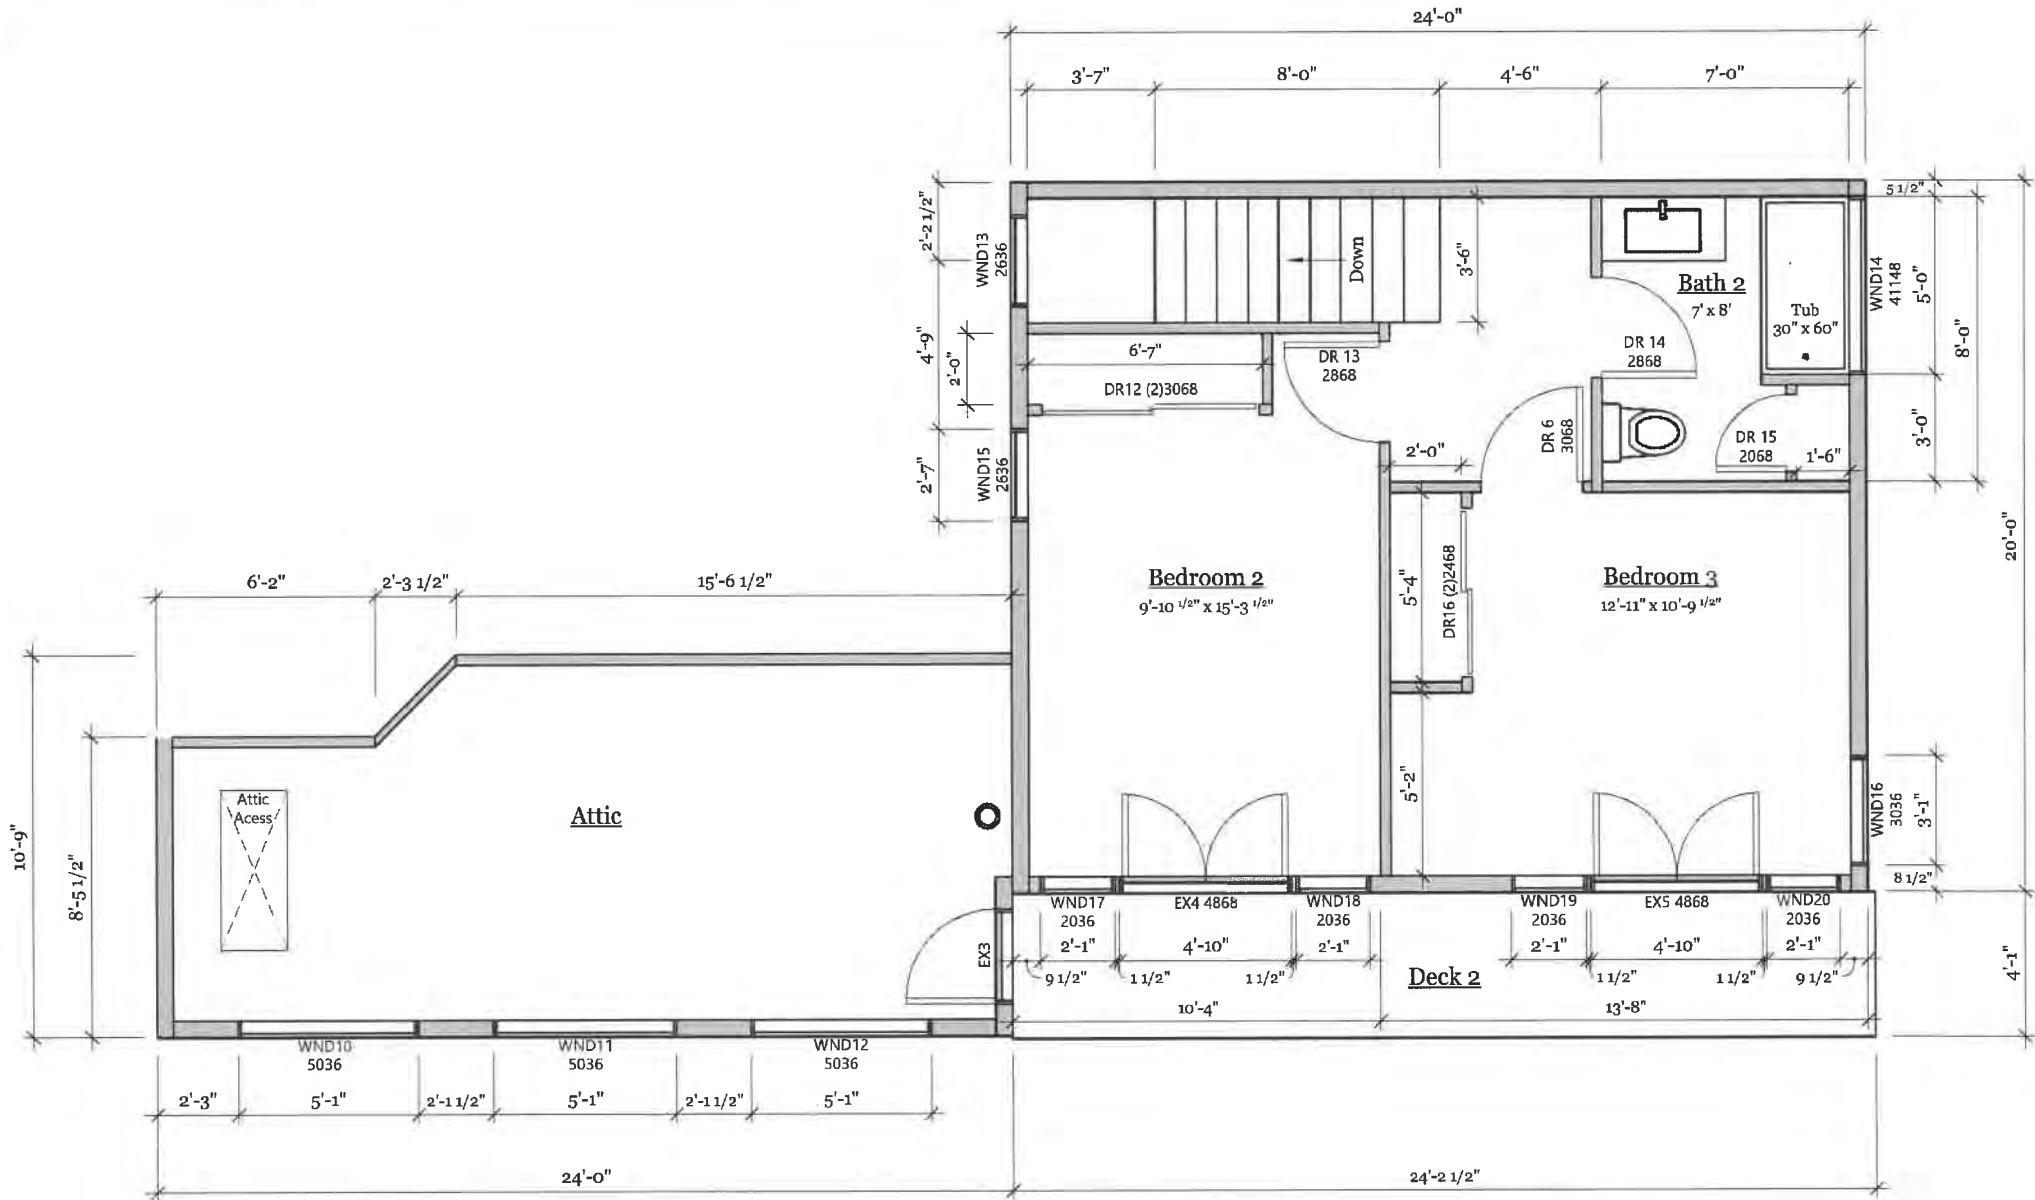 24'-0"
3'-7"
8'-0"
4'-6"
7'-0"
5 1/2"
2'-2 1/2"
WND13
2636
Down
3'-6"
Bath 2
7' x 8'
Tub
30" x 60"
WND14
41148
5'-0"
8'-0"
4'-9"
2'-0"
6'-7"
DR12 (2)3068
DR 13
2868
DR 14
2868
DR 6
3068
DR 15
2068
1'-6"
3'-0"
2'-7"
WND15
2636
2'-0"
20'-0"
6'-2"
2'-3 1/2"
15'-6 1/2"
Bedroom 2
9'-10 1/2" x 15'-3 1/2"
5'-4"
DR16 (2)2468
Bedroom 3
12'-11" x 10'-9 1/2"
10'-9"
8'-5 1/2"
Attic
Acess
Attic
5'-2"
WND16
3036
3'-1"
8 1/2"
EX3
WND17
2036
EX4 4868
WND18
2036
WND19
2036
EX5 4868
WND20
2036
2'-1"
4'-10"
2'-1"
2'-1"
4'-10"
2'-1"
9 1/2"
1 1/2"
1 1/2"
Deck 2
1 1/2"
1 1/2"
9 1/2"
4'-1"
10'-4"
13'-8"
WND10
5036
WND11
5036
WND12
5036
2'-3"
5'-1"
2'-1 1/2"
5'-1"
2'-1 1/2"
5'-1"
24'-0"
24'-2 1/2"